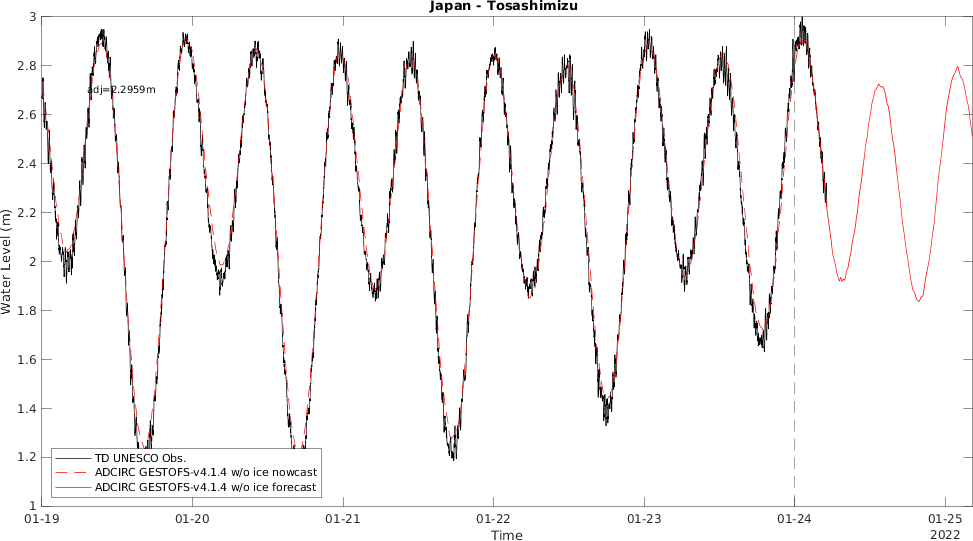 Japan - Tosashimizu
3
2.8
2.6
2.4
2.2
2
1.8
1.6
1.4
1.2
1
Water Level (m)
adj=2.2959m
TD UNESCO Obs.
ADCIRC GESTOFS-v4.1.4 w/o ice nowcast
ADCIRC GESTOFS-v4.1.4 w/o ice forecast
01-19 01-20 01-21 01-22 01-23 01-24 01-25
Time 2022